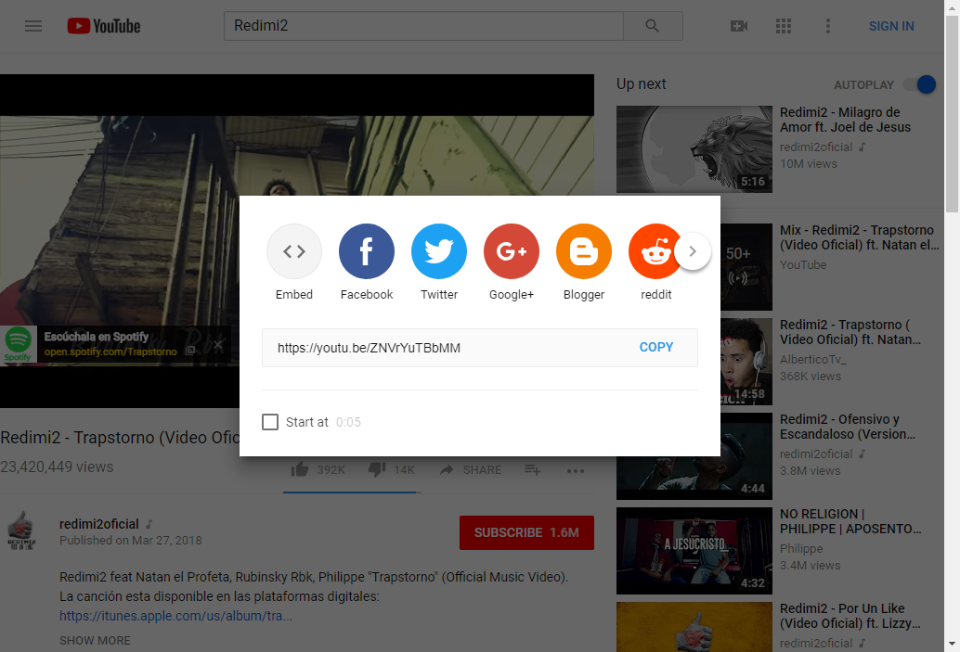 YouTube
Redimi2
SIGN IN
Up next
AUTOPLAY
Redimi2 - Milagro de
Amor ft. Joel de Jesus
redimi2oficial
10M views
5:16
Mix - Redimi2 - Trapstorno
(Video Oficial) ft. Natan el...
YouTube
50+
Redimi2 - Trapstorno (
Video Oficial) ft. Natan...
AlberticoTv_
368K views
14:58
Redimi2 - Ofensivo y
Escandaloso (Version...
redimi2oficial
3.8M views
4:44
NO RELIGION |
PHILIPPE | APOSENTO...
Philippe
3.4M views
A JESUCRISTO
4:32
Redimi2 - Por Un Like
(Video Oficial) ft. Lizzy...
redimi2oficial
Embed
Facebook
Twitter
Google+
Blogger
reddit
https://youtu.be/ZNVrYuTBbMM
COPY
Start at 0:05
Spotify
Escúchala en Spotify
open.spotify.com/Trapstorno
Rbk
Redimi2 - Trapstorno (Video Ofic
23,420,449 views
392K
14K
SHARE
redimi2oficial
Published on Mar 27, 2018
SUBSCRIBE 1.6M
Redimi2 feat Natan el Profeta, Rubinsky Rbk, Philippe "Trapstorno" (Official Music Video).
La canción esta disponible en las plataformas digitales:
https://itunes.apple.com/us/album/tra...
SHOW MORE